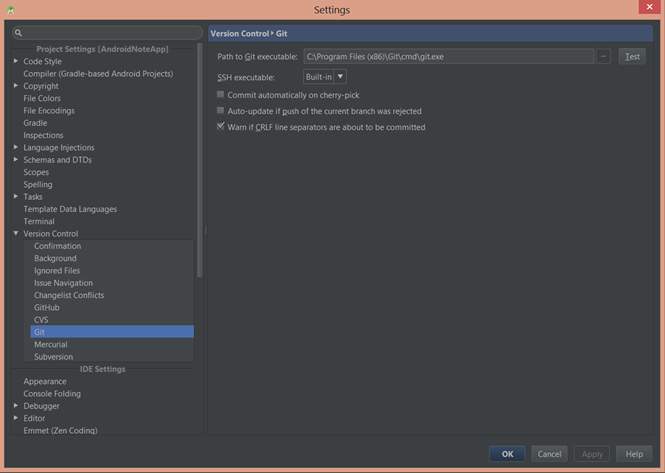 Settings
Project Settings [AndroidNoteApp]
Code Style
Compiler (Gradle-based Android Projects)
Copyright
File Colors
File Encodings
Gradle
Inspections
Language Injections
Schemas and DTDs
Scopes
Spelling
Tasks
Template Data Languages
Terminal
Version Control
Confirmation
Background
Ignored Files
Issue Navigation
Changelist Conflicts
GitHub
CVS
Git
Mercurial
Subversion
IDE Settings
Appearance
Console Folding
Debugger
Editor
Emmet (Zen Coding)
Version Control › Git
Path to Git executable: C:\Program Files (x86)\Git\cmd\git.exe ... Test
SSH executable: Built-in
Commit automatically on cherry-pick
Auto-update if push of the current branch was rejected
Warn if CRLF line separators are about to be committed
OK Cancel Apply Help